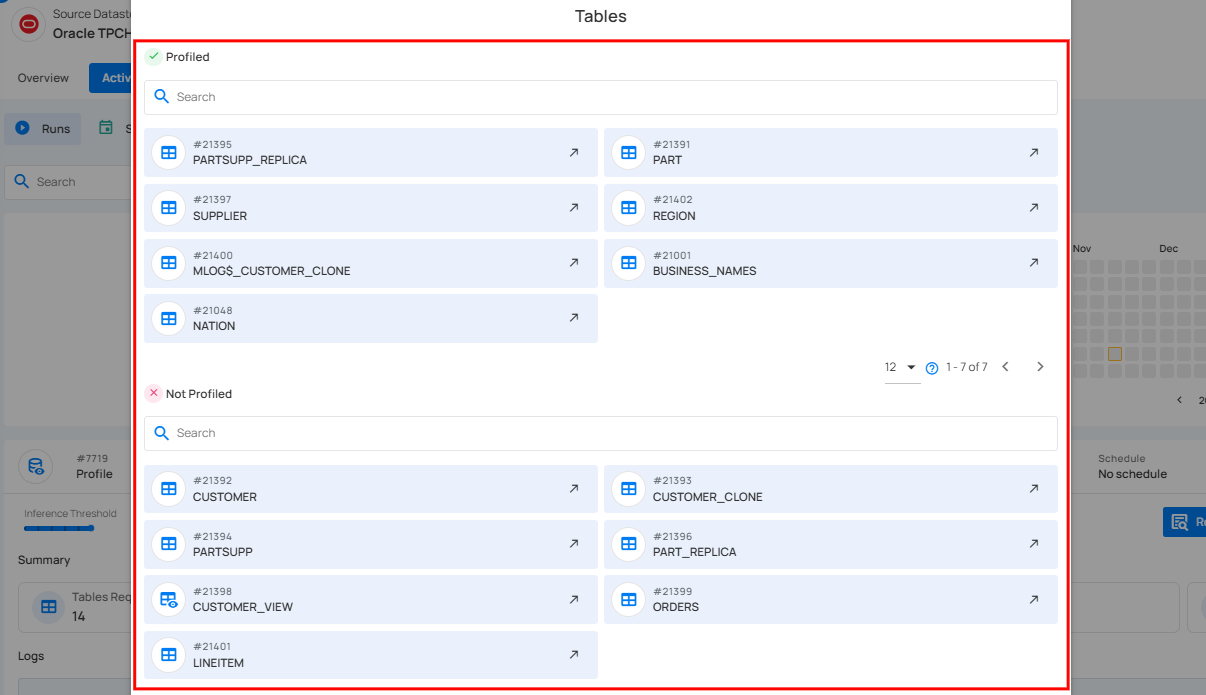 Source Datast
Oracle TPCH
Overview
Activ
Runs
S
Search
Tables
Profiled
Search
#21395
PARTSUPP_REPLICA
#21391
PART
#21397
SUPPLIER
#21402
REGION
#21400
MLOG$_CUSTOMER_CLONE
#21001
BUSINESS_NAMES
#21048
NATION
12
1 - 7 of 7
Not Profiled
Search
#21392
CUSTOMER
#21393
CUSTOMER_CLONE
#21394
PARTSUPP
#21396
PART_REPLICA
#21398
CUSTOMER_VIEW
#21399
ORDERS
#21401
LINEITEM
Nov Dec
20
#7719
Profile
Schedule
No schedule
Inference Threshold
Re
Summary
Tables Req
14
Logs